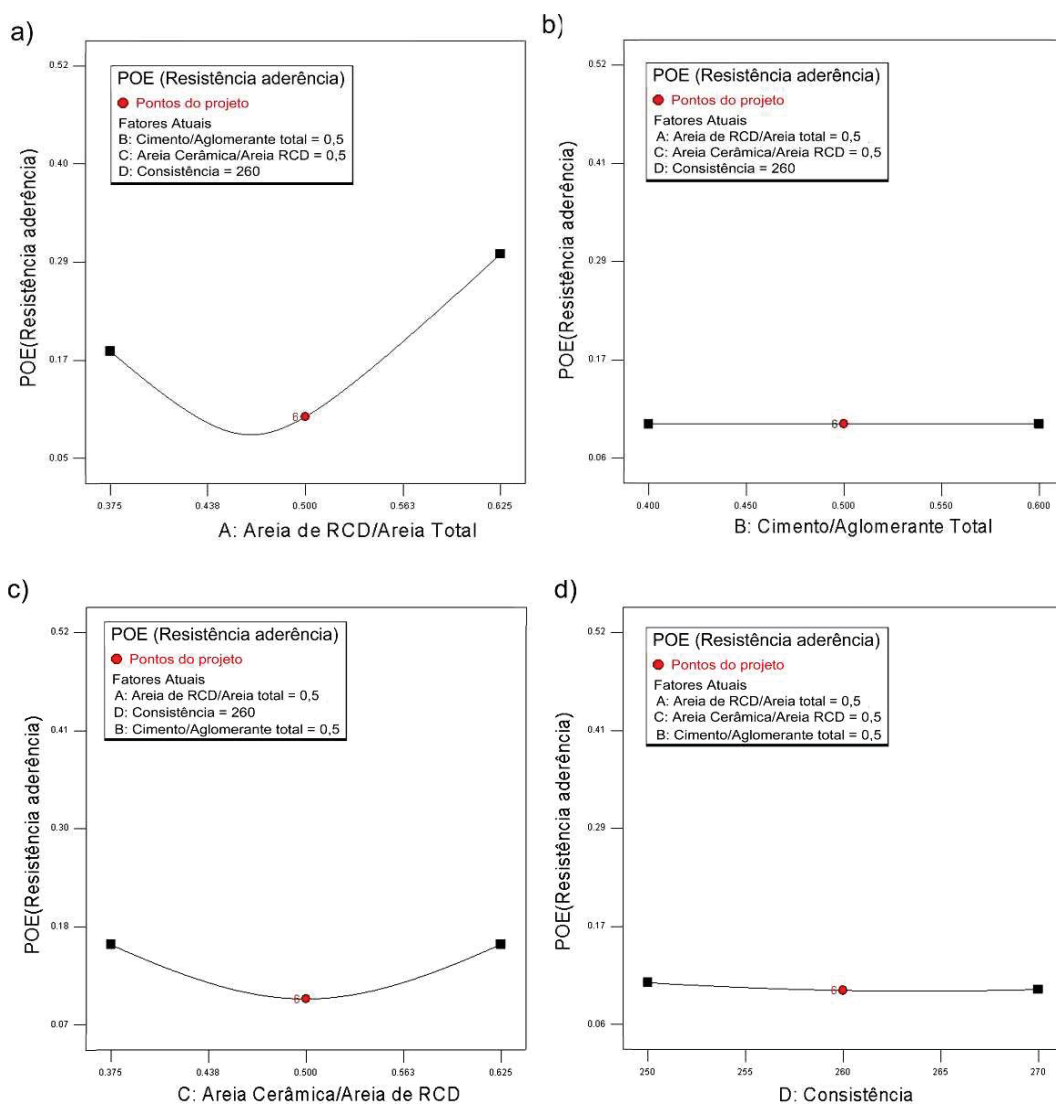 a)
0.52
0.40
0.29
0.17
0.05
POE(Resistência aderência)
POE (Resistência aderência)
Pontos do projeto
Fatores Atuais
B: Cimento/Aglomerante total = 0,5
C: Areia Cerâmica/Areia RCD = 0,5
D: Consistência = 260
6
0.375 0.438 0.500 0.563 0.625
A: Areia de RCD/Areia Total
b)
0.52
0.41
0.29
0.17
0.06
POE(Resistência aderência)
POE (Resistência aderência)
Pontos do projeto
Fatores Atuais
A: Areia de RCD/Areia total = 0,5
C: Areia Cerâmica/Areia RCD = 0,5
D: Consistência = 260
6
0.400 0.450 0.500 0.550 0.600
B: Cimento/Aglomerante Total
c)
0.52
0.41
0.30
0.18
0.07
POE(Resistência aderência)
POE (Resistência aderência)
Pontos do projeto
Fatores Atuais
A: Areia de RCD/Areia total = 0,5
D: Consistência = 260
B: Cimento/Aglomerante total = 0,5
6
0.375 0.438 0.500 0.563 0.625
C: Areia Cerâmica/Areia de RCD
d)
0.52
0.41
0.29
0.17
0.06
POE(Resistência aderência)
POE (Resistência aderência)
Pontos do projeto
Fatores Atuais
A: Areia de RCD/Areia total = 0,5
C: Areia Cerâmica/Areia RCD = 0,5
B: Cimento/Aglomerante total = 0,5
6
250 255 260 265 270
D: Consistência